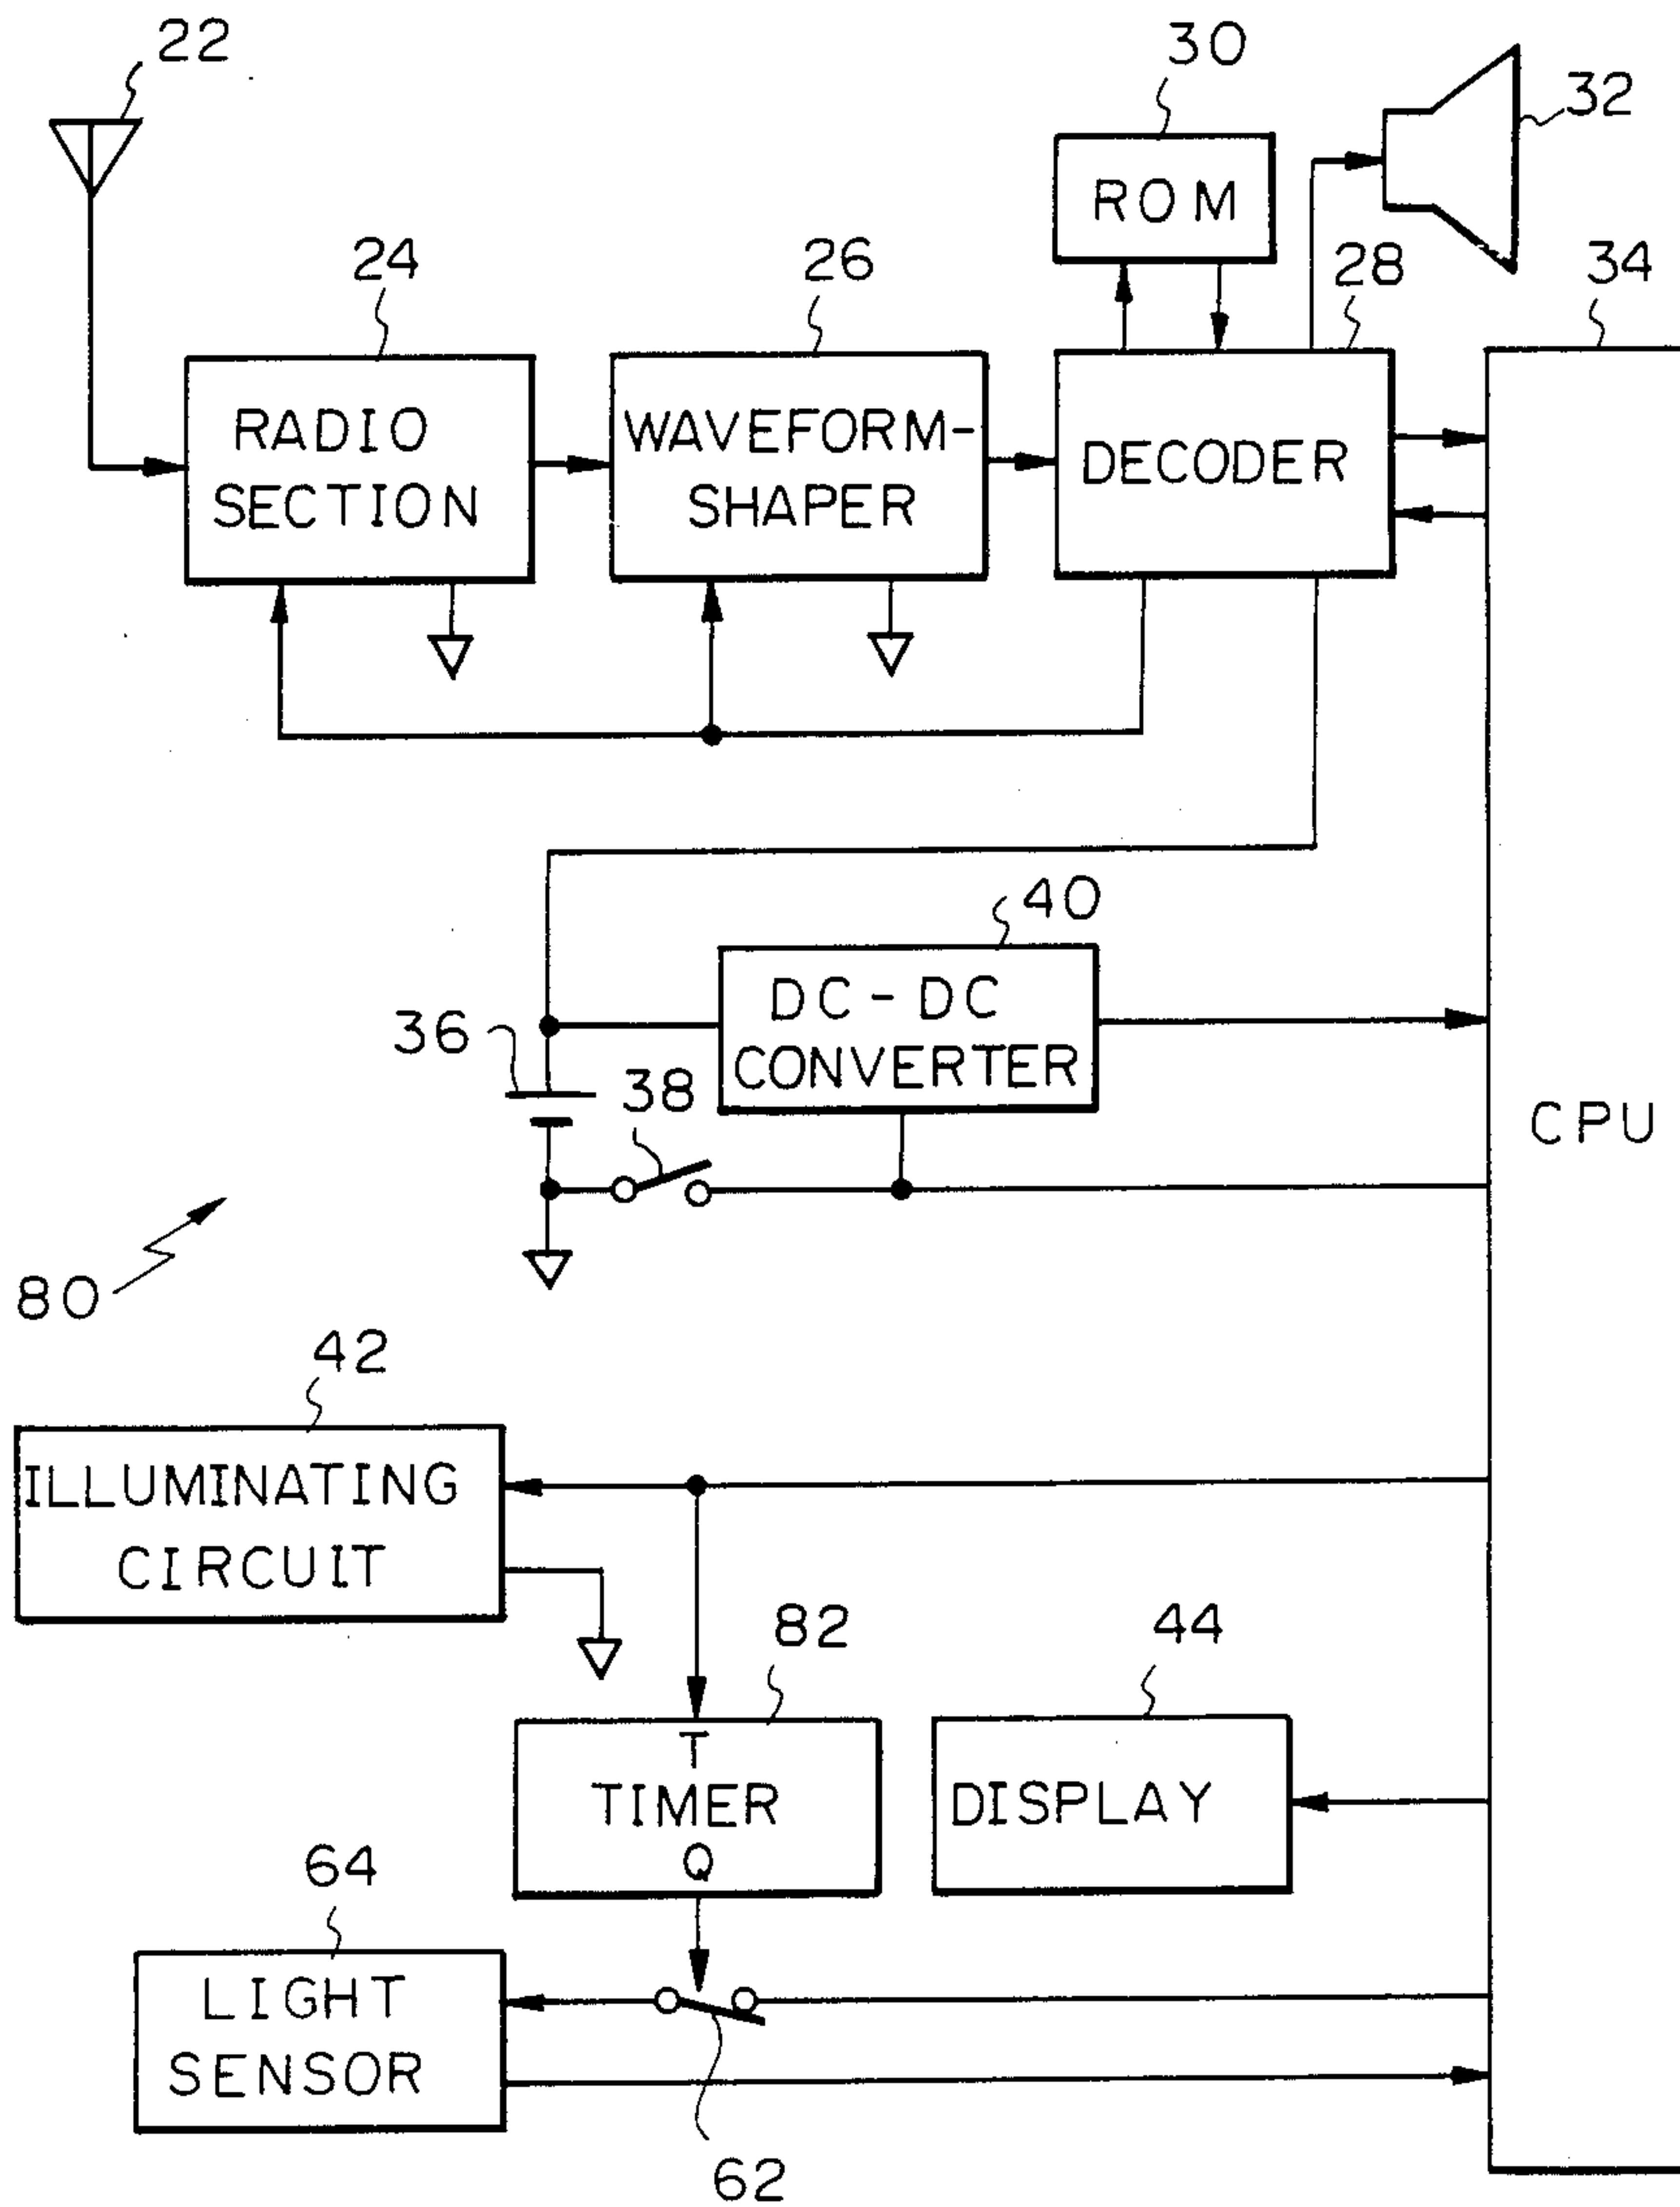 22
30
32
24
26
28
34
ROM
RADIO
SECTION
WAVEFORM-
SHAPER
DECODER
40
36
DC-DC
CONVERTER
38
CPU
80
42
ILLUMINATING
CIRCUIT
82
44
T
TIMER
Q
DISPLAY
64
LIGHT
SENSOR
62